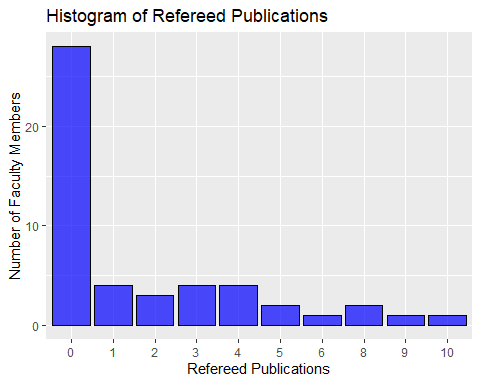 Histogram of Refereed Publications
Number of Faculty Members
20
10
0
0 1 2 3 4 5 6 8 9 10
Refereed Publications